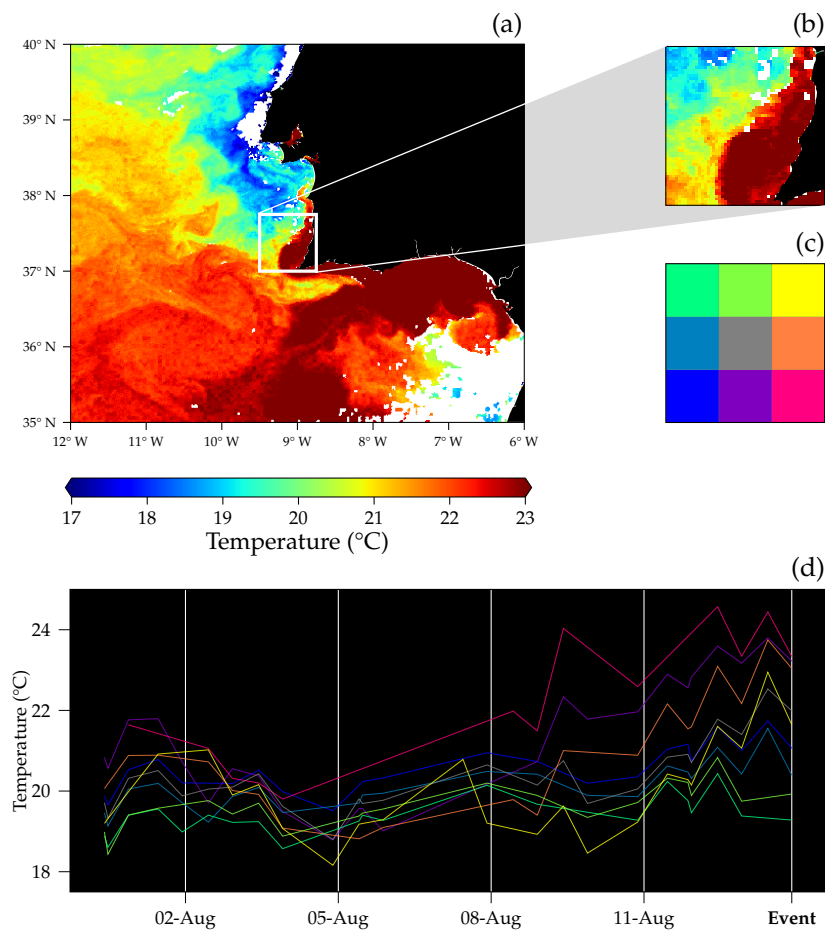 (a)
(b)
40° N
39° N
38° N
37° N
36° N
35° N
12° W
11° W
10° W
9° W
8° W
7° W
6° W
(c)
17
18
19
20
21
22
23
Temperature (°C)
(d)
24
22
20
18
Temperature (°C)
02-Aug
05-Aug
08-Aug
11-Aug
Event